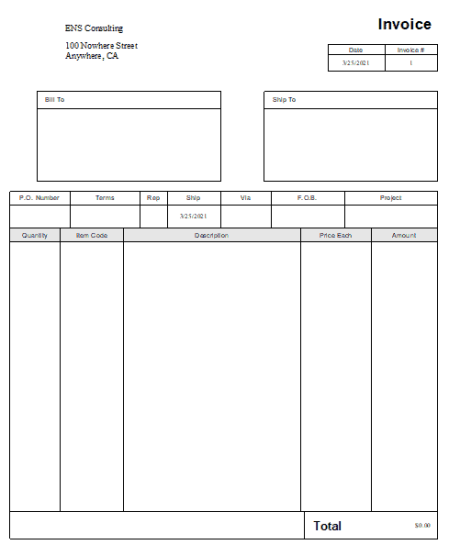 ENS Consulting
Invoice
100 Nowhere Street
Anywhere, CA
Date Invoice #
3/25/2021 1
Bill To
Ship To
P.O. Number Terms Rep Ship Via F.O.B. Project
3/25/2021
Quantity Item Code Description Price Each Amount
Total $0.00